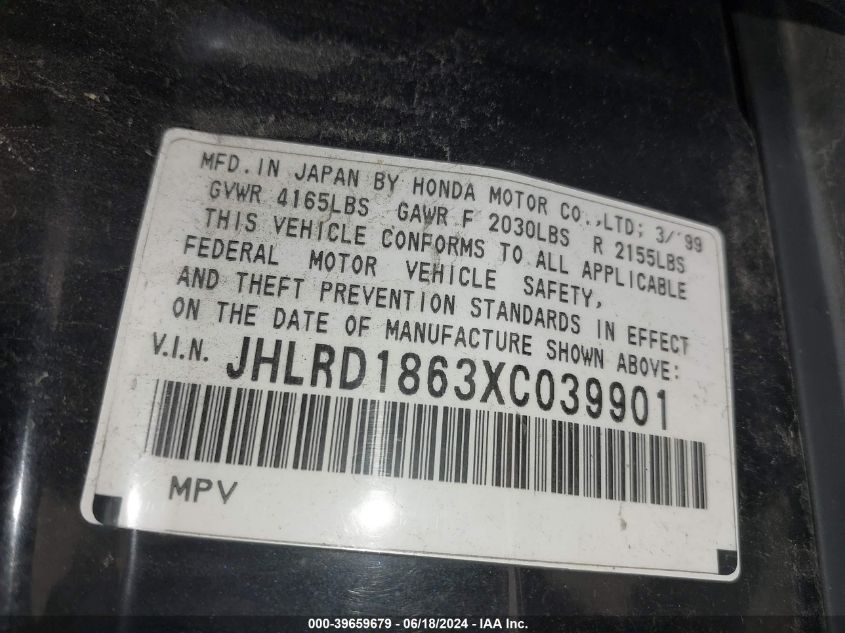 MFD. IN JAPAN BY HONDA MOTOR CO.,LTD; 3/'99
GVWR 4165LBS GAWR F 2030LBS R 2155LBS
THIS VEHICLE CONFORMS TO ALL APPLICABLE
FEDERAL MOTOR VEHICLE SAFETY,
AND THEFT PREVENTION STANDARDS IN EFFECT
ON THE DATE OF MANUFACTURE SHOWN ABOVE:
V.I.N. JHLRD1863XC039901
MPV
000-39659679 - 06/18/2024 - IAA Inc.